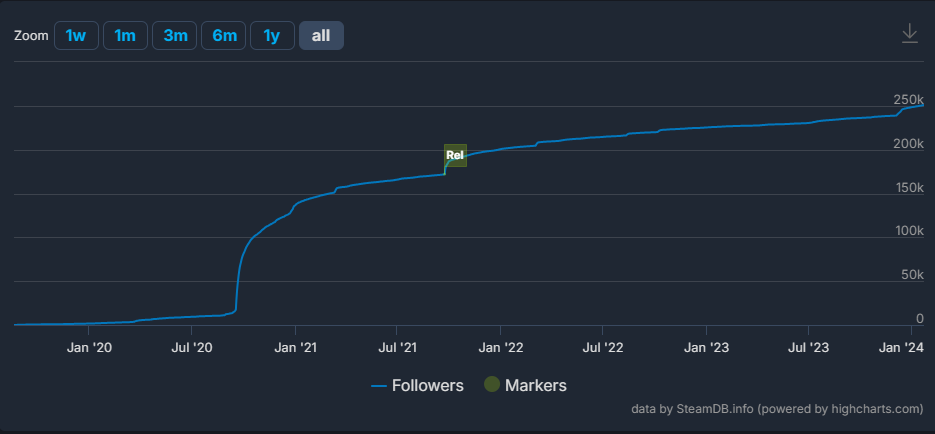 Zoom 1w 1m 3m 6m 1y all
250k
200k
150k
100k
50k
0
Rel
Jan '20 Jul '20 Jan '21 Jul '21 Jan '22 Jul '22 Jan '23 Jul '23 Jan '24
Followers Markers
data by SteamDB.info (powered by highcharts.com)